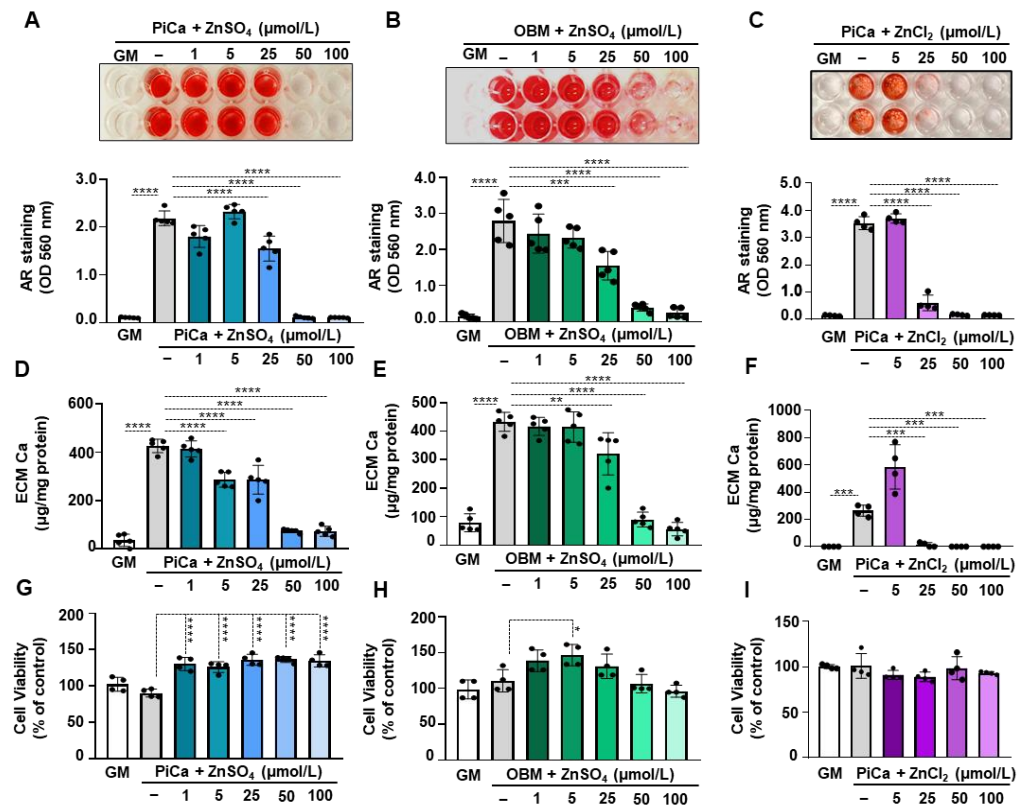 A
PiCa + ZnSO4 (µmol/L)
GM – 1 5 25 50 100
AR staining
(OD 560 nm)
3.0
2.0
1.0
0.0
****
****
****
****
GM – 1 5 25 50 100
PiCa + ZnSO4 (µmol/L)
B
OBM + ZnSO4 (µmol/L)
GM – 1 5 25 50 100
AR staining
(OD 560 nm)
4.0
3.0
2.0
1.0
0.0
****
****
****
***
GM – 1 5 25 50 100
OBM + ZnSO4 (µmol/L)
C
PiCa + ZnCl2 (µmol/L)
GM – 5 25 50 100
AR staining
(OD 560 nm)
5.0
4.0
3.0
2.0
1.0
0.0
****
****
****
****
GM
PiCa + ZnCl2 (µmol/L)
– 5 25 50 100
D
ECM Ca
(µg/mg protein)
600
400
200
0
****
****
****
****
****
GM
PiCa + ZnSO4 (µmol/L)
– 1 5 25 50 100
E
ECM Ca
(µg/mg protein)
500
400
300
200
100
0
****
****
****
**
GM
OBM + ZnSO4 (µmol/L)
– 1 5 25 50 100
F
ECM Ca
(µg/mg protein)
1000
800
600
400
200
0
***
***
***
***
GM
PiCa + ZnCl2 (µmol/L)
– 5 25 50 100
G
Cell Viability
(% of control)
200
150
100
50
0
****
****
****
****
****
GM
PiCa + ZnSO4 (µmol/L)
– 1 5 25 50 100
H
Cell Viability
(% of control)
200
150
100
50
0
*
GM
OBM + ZnSO4 (µmol/L)
– 1 5 25 50 100
I
Cell Viability
(% of control)
150
100
50
0
GM
PiCa + ZnCl2 (µmol/L)
– 5 25 50 100